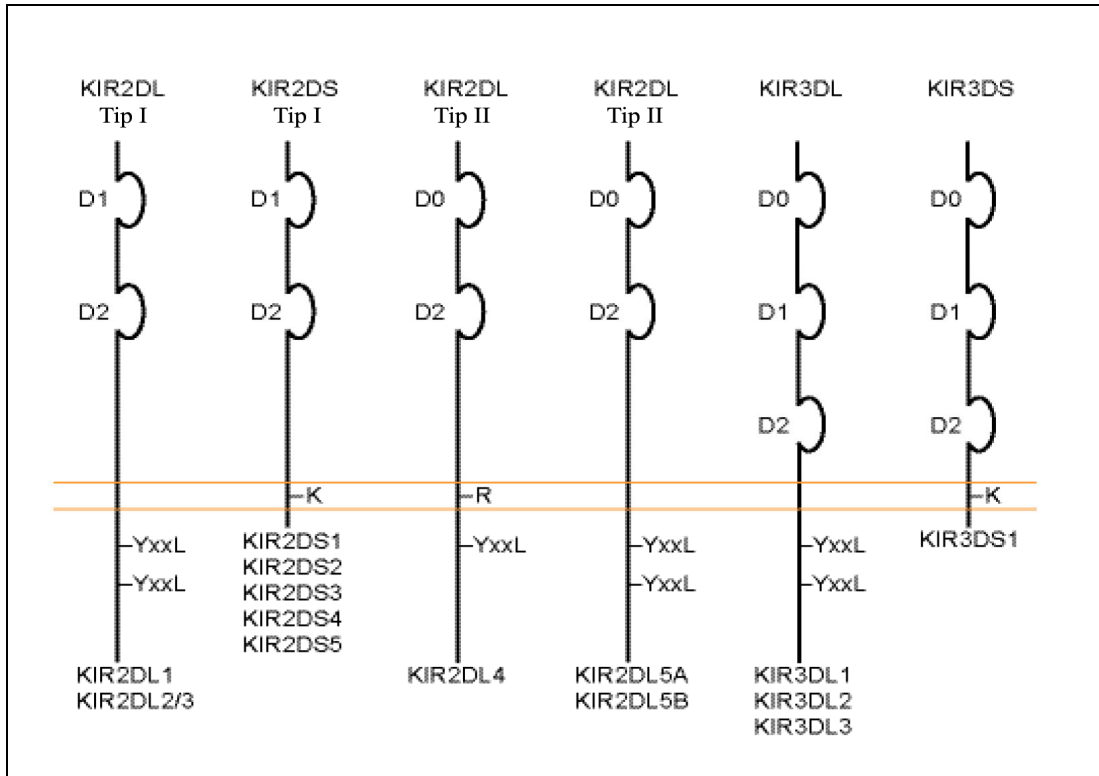 KIR2DL KIR2DS KIR2DL KIR2DL KIR3DL KIR3DS
Tip I Tip I Tip II Tip II
D1 D1 D0 D0 D0 D0
D2 D2 D2 D2 D1 D1
D2 D2
K R K
YxxL YxxL YxxL YxxL
YxxL YxxL YxxL
KIR2DS1
KIR2DS2
KIR2DS3
KIR2DS4
KIR2DS5
KIR3DS1
KIR2DL1
KIR2DL2/3
KIR2DL4
KIR2DL5A
KIR2DL5B
KIR3DL1
KIR3DL2
KIR3DL3